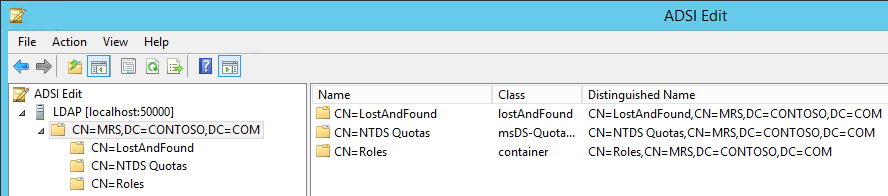 ADSI Edit
File Action View Help
ADSI Edit
LDAP [localhost:50000]
CN=MRS,DC=CONTOSO,DC=COM
CN=LostAndFound
CN=NTDS Quotas
CN=Roles
Name Class Distinguished Name
CN=LostAndFound lostAndFound CN=LostAndFound,CN=MRS,DC=CONTOSO,DC=COM
CN=NTDS Quotas msDS-Quota... CN=NTDS Quotas,CN=MRS,DC=CONTOSO,DC=COM
CN=Roles container CN=Roles,CN=MRS,DC=CONTOSO,DC=COM